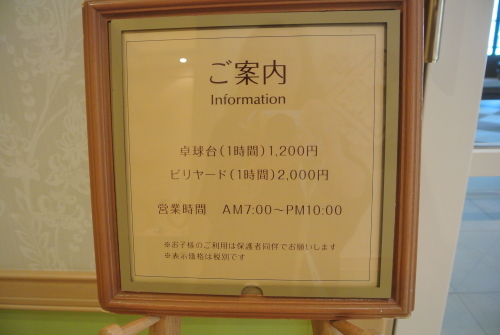 ご案内
Information
卓球台(1時間)1,200円
ビリヤード(1時間)2,000円
営業時間　AM7:00～PM10:00
※お子様のご利用は保護者同伴でお願いします
※表示価格は税別です